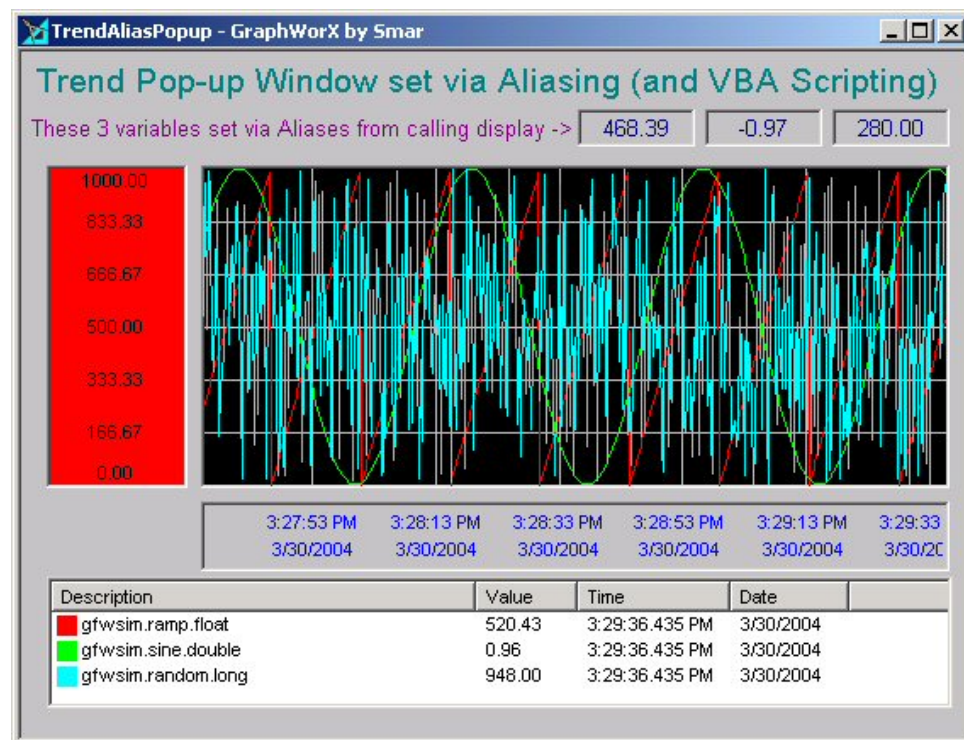 TrendAliasPopup - GraphWorX by Smar
Trend Pop-up Window set via Aliasing (and VBA Scripting)
These 3 variables set via Aliases from calling display -> 468.39 -0.97 280.00
1000.00
833.33
666.67
500.00
333.33
166.67
0.00
3:27:53 PM 3:28:13 PM 3:28:33 PM 3:28:53 PM 3:29:13 PM 3:29:33
3/30/2004 3/30/2004 3/30/2004 3/30/2004 3/30/2004 3/30/20
Description Value Time Date
gfwsim.ramp.float 520.43 3:29:36.435 PM 3/30/2004
gfwsim.sine.double 0.96 3:29:36.435 PM 3/30/2004
gfwsim.random.long 948.00 3:29:36.435 PM 3/30/2004